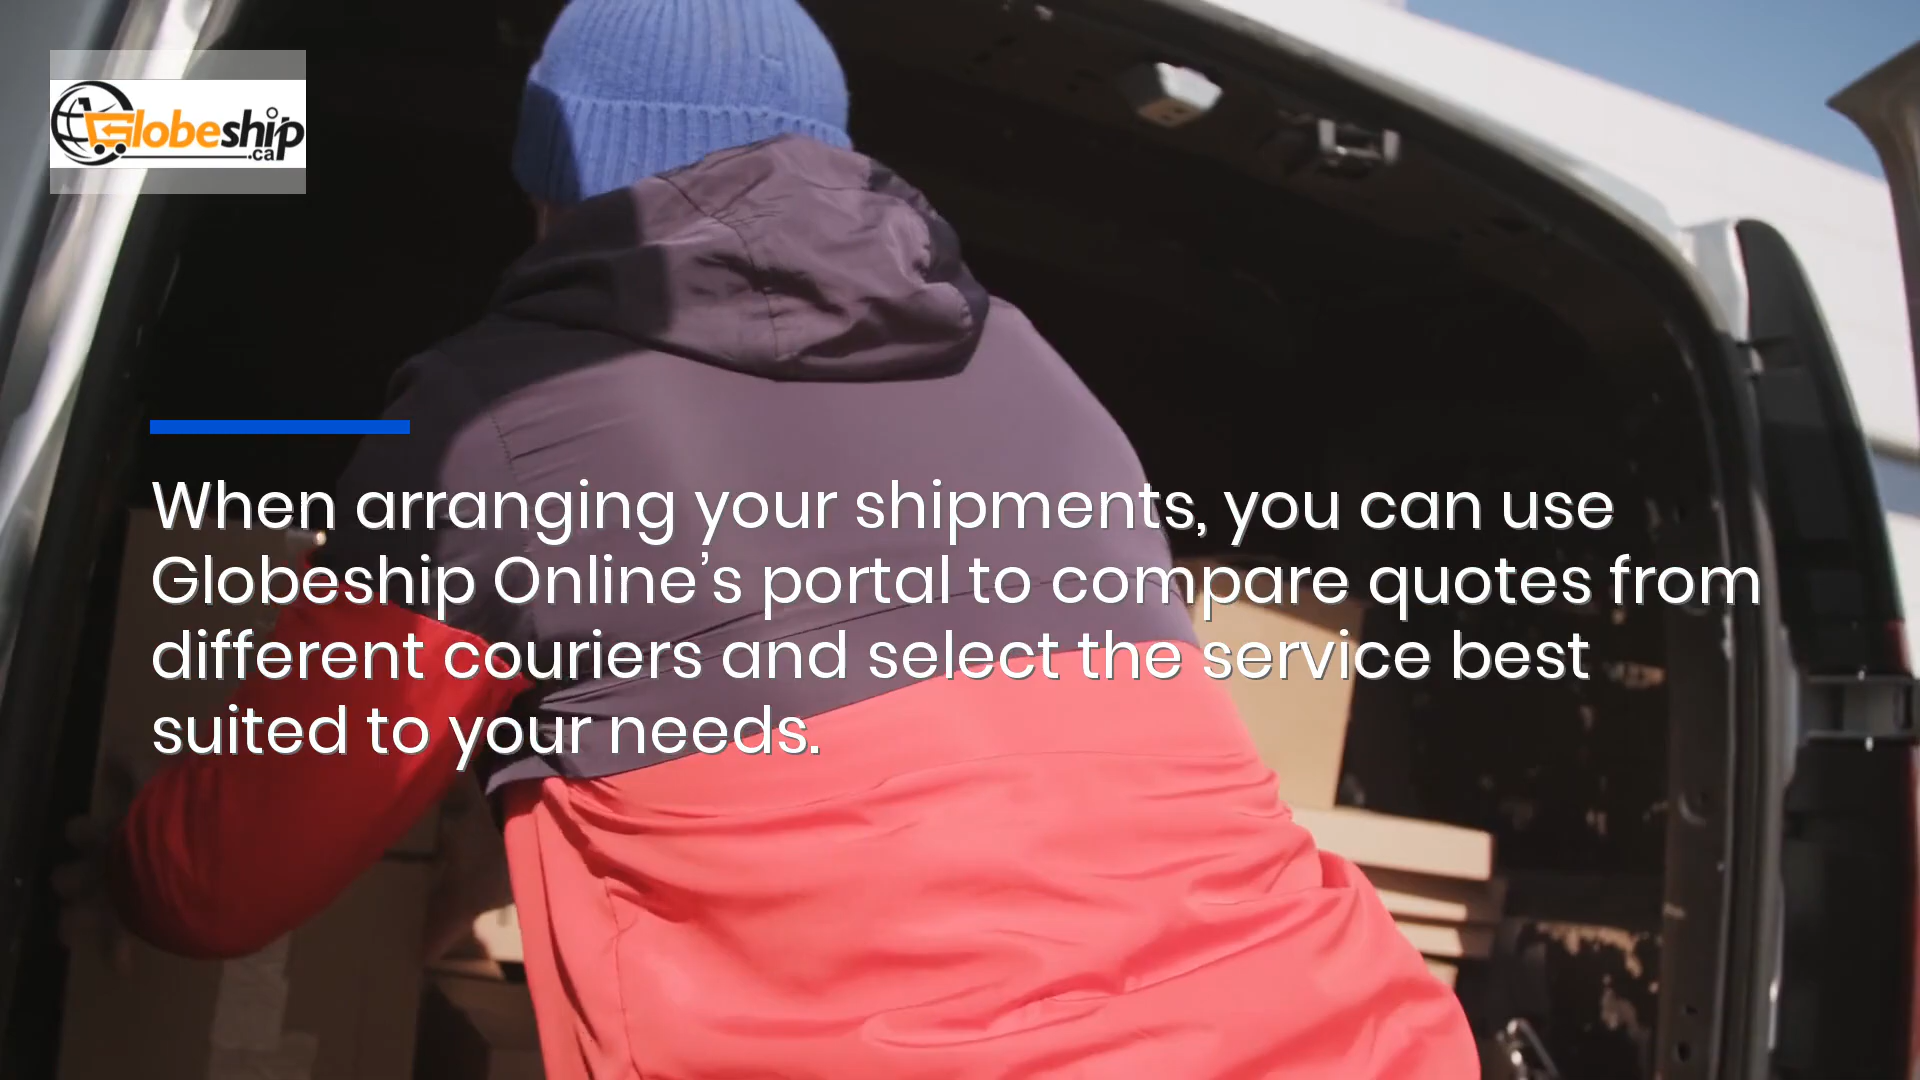 Globeship
.ca
When arranging your shipments, you can use
Globeship Online’s portal to compare quotes from
different couriers and select the service best
suited to your needs.